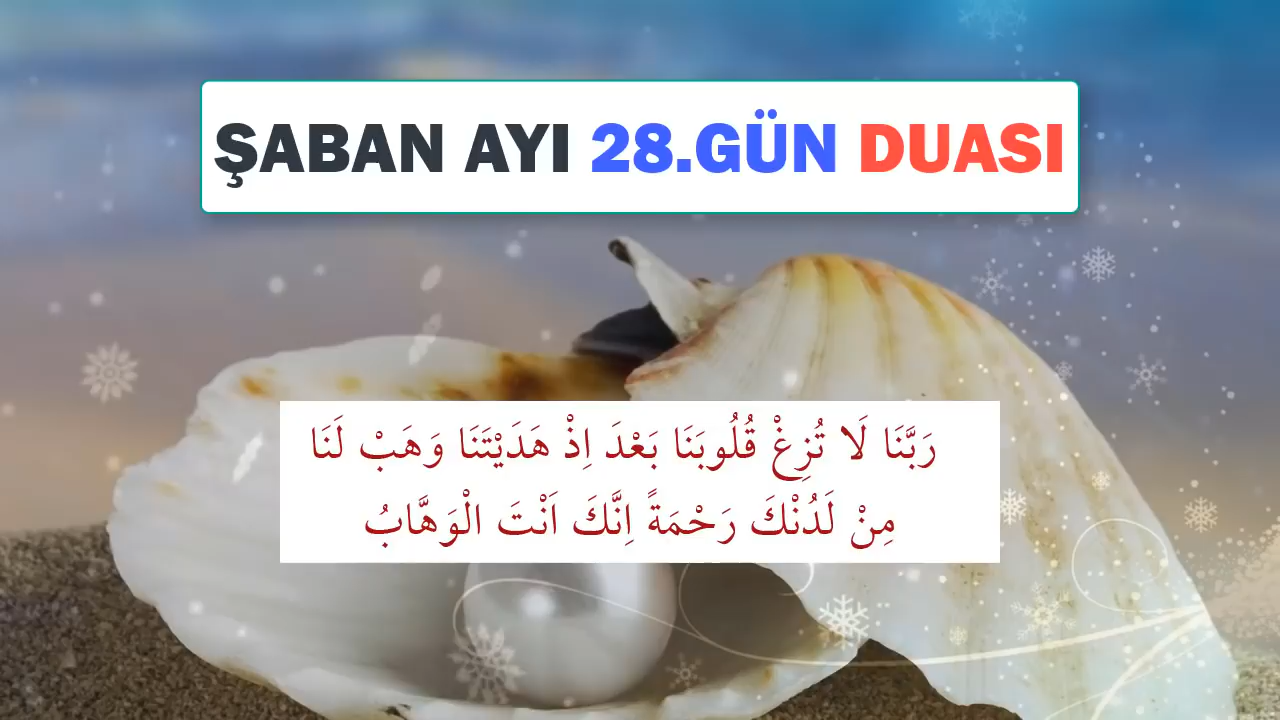 ŞABAN AYI 28.GÜN DUASI
رَبَّنَا لَا تُزِغْ قُلُوبَنَا بَعْدَ اِذْ هَدَيْتَنَا وَهَبْ لَنَا
مِنْ لَدُنْكَ رَحْمَةً اِنَّكَ اَنْتَ الْوَهَّابُ